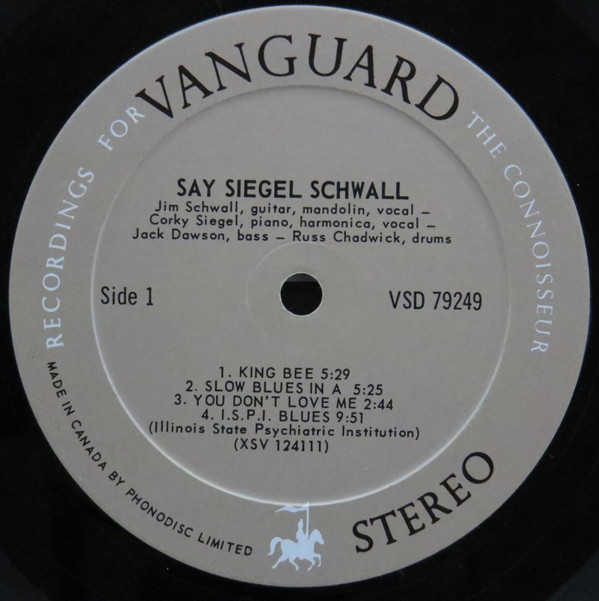 RECORDINGS FOR VANGUARD THE CONNOISSEUR
SAY SIEGEL SCHWALL
Jim Schwall, guitar, mandolin, vocal –
Corky Siegel, piano, harmonica, vocal –
Jack Dawson, bass – Russ Chadwick, drums
Side 1
VSD 79249
1. KING BEE 5:29
2. SLOW BLUES IN A 5:25
3. YOU DON'T LOVE ME 2:44
4. I.S.P.I. BLUES 9:51
(Illinois State Psychiatric Institution)
(XSV 124111)
MADE IN CANADA BY PHONODISC LIMITED
STEREO